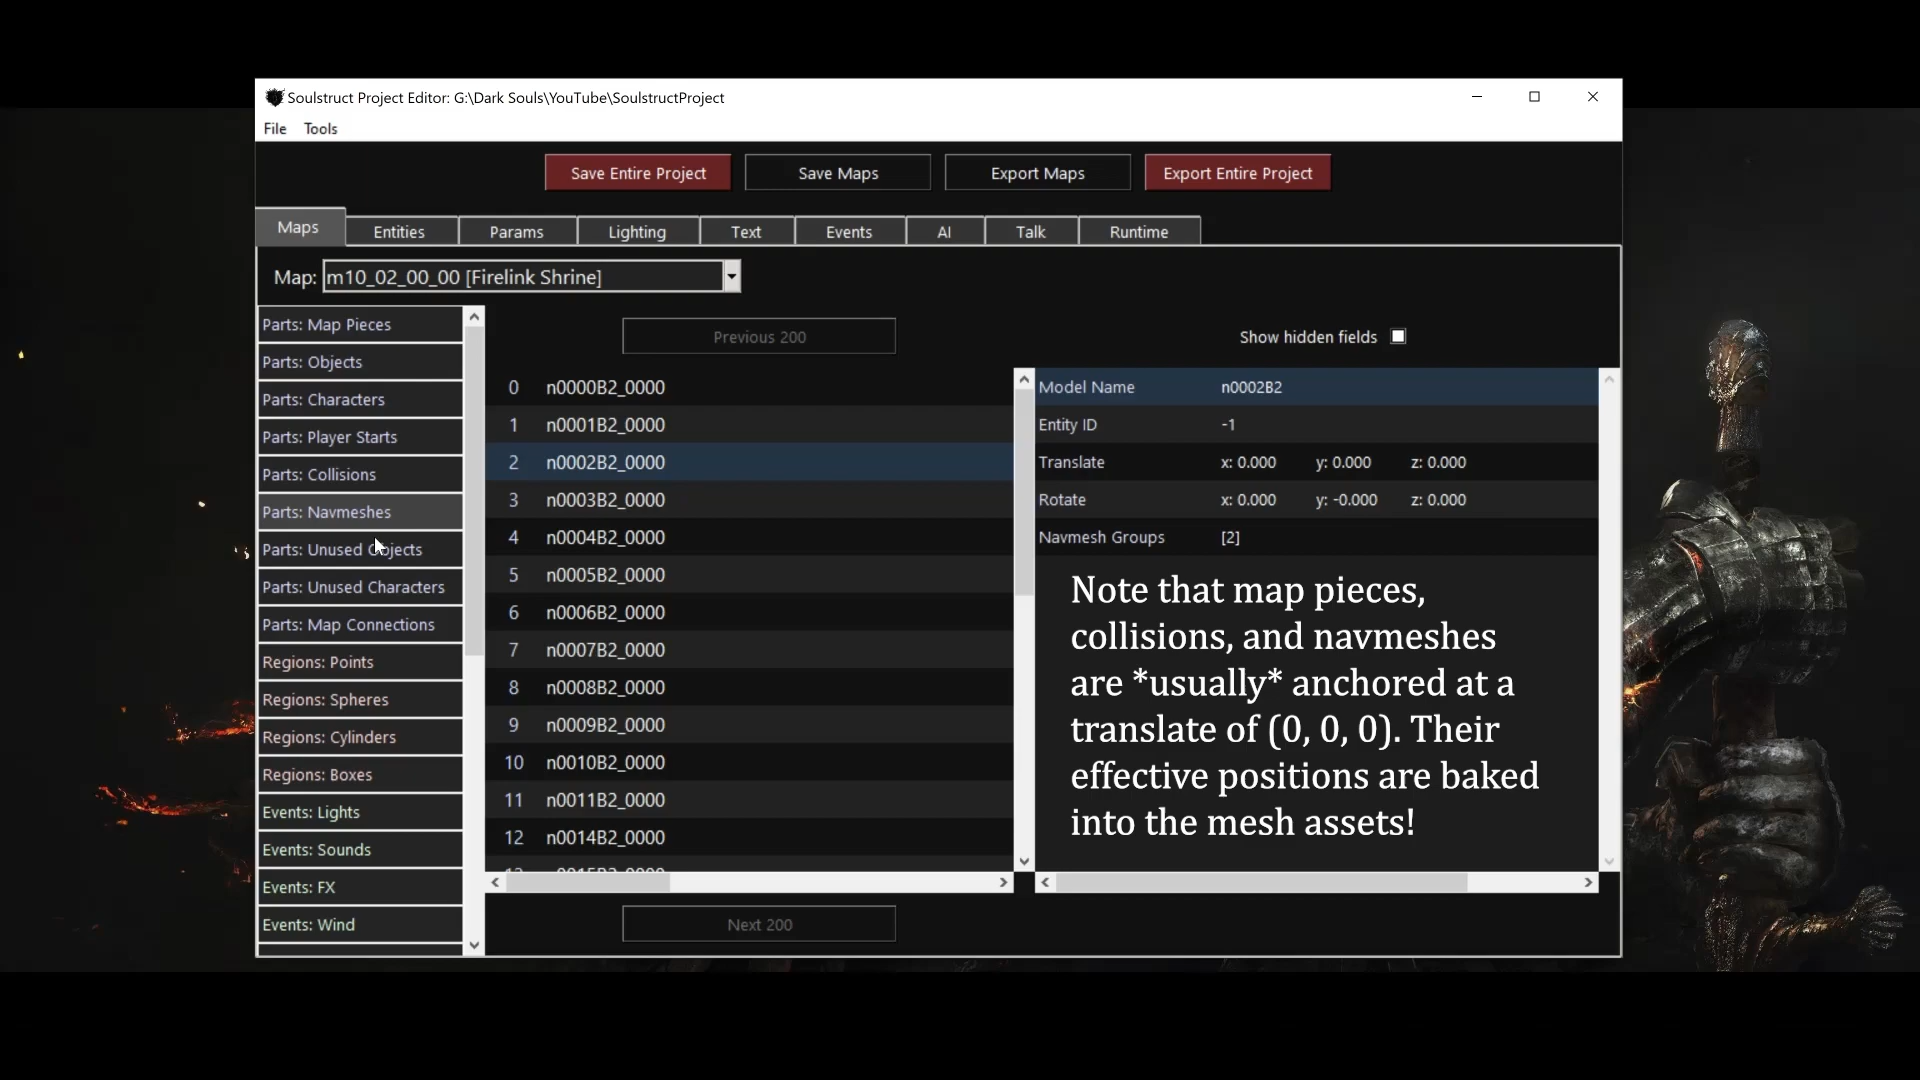 Soulstruct Project Editor: G:\Dark Souls\YouTube\SoulstructProject
File Tools
Save Entire Project Save Maps Export Maps Export Entire Project
Maps Entities Params Lighting Text Events AI Talk Runtime
Map: m10_02_00_00 [Firelink Shrine]
Parts: Map Pieces
Parts: Objects
Parts: Characters
Parts: Player Starts
Parts: Collisions
Parts: Navmeshes
Parts: Unused Objects
Parts: Unused Characters
Parts: Map Connections
Regions: Points
Regions: Spheres
Regions: Cylinders
Regions: Boxes
Events: Lights
Events: Sounds
Events: FX
Events: Wind
Previous 200
0 n0000B2_0000
1 n0001B2_0000
2 n0002B2_0000
3 n0003B2_0000
4 n0004B2_0000
5 n0005B2_0000
6 n0006B2_0000
7 n0007B2_0000
8 n0008B2_0000
9 n0009B2_0000
10 n0010B2_0000
11 n0011B2_0000
12 n0014B2_0000
Next 200
Show hidden fields
Model Name n0002B2
Entity ID -1
Translate x: 0.000 y: 0.000 z: 0.000
Rotate x: 0.000 y: -0.000 z: 0.000
Navmesh Groups [2]
Note that map pieces,
collisions, and navmeshes
are *usually* anchored at a
translate of (0, 0, 0). Their
effective positions are baked
into the mesh assets!